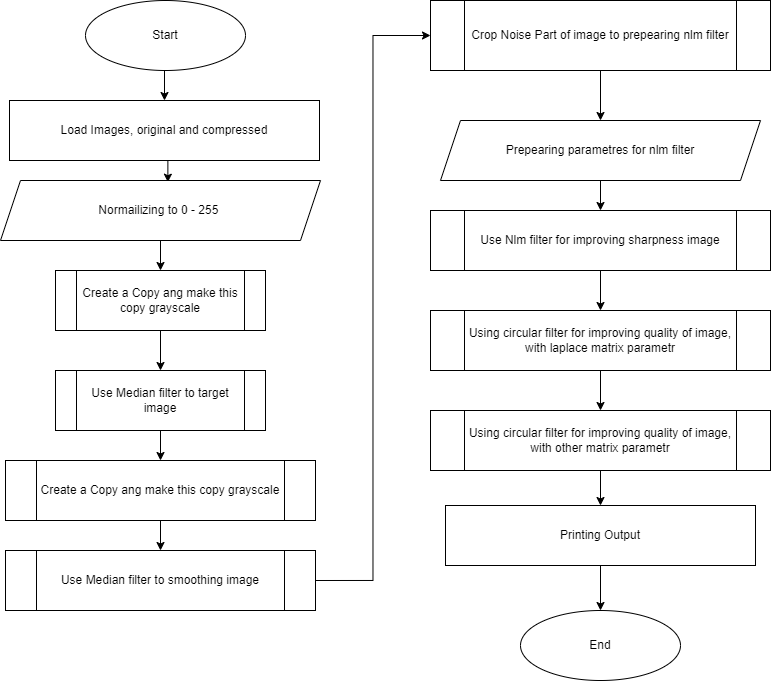 Start
Load Images, original and compressed
Normailizing to 0 - 255
Create a Copy ang make this
copy grayscale
Use Median filter to target
image
Create a Copy ang make this copy grayscale
Use Median filter to smoothing image
Crop Noise Part of image to prepearing nlm filter
Prepearing parametres for nlm filter
Use Nlm filter for improving sharpness image
Using circular filter for improving quality of image,
with laplace matrix parametr
Using circular filter for improving quality of image,
with other matrix parametr
Printing Output
End